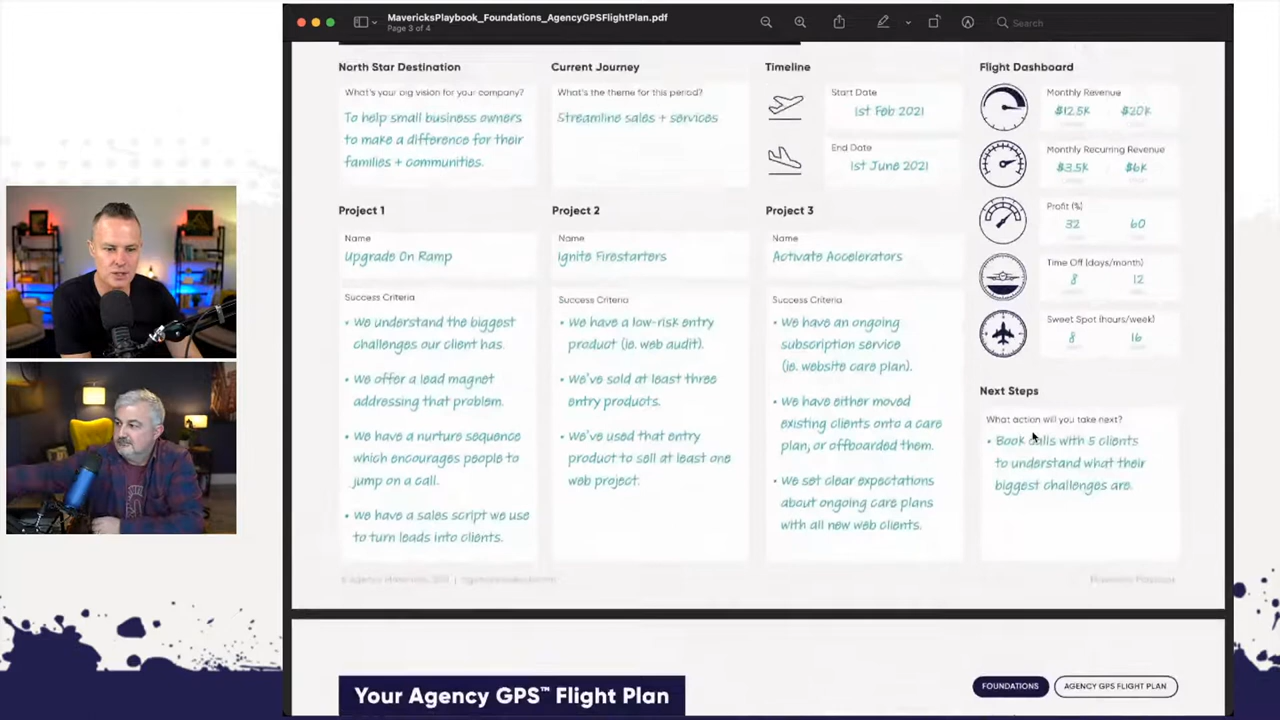 MavericksPlaybook_Foundations_AgencyGPSFlightPlan.pdf
Page 3 of 4
Search
North Star Destination
What's your big vision for your company?
To help small business owners
to make a difference for their
families + communities.
Current Journey
What's the theme for this period?
Streamline sales + services
Timeline
Start Date
1st Feb 2021
End Date
1st June 2021
Flight Dashboard
Monthly Revenue
$12.5K $20K
Monthly Recurring Revenue
$3.5K $6K
Profit (%)
32 60
Time Off (days/month)
8 12
Sweet Spot (hours/week)
8 16
Project 1
Name
Upgrade On Ramp
Success Criteria
• We understand the biggest
challenges our client has.
• We offer a lead magnet
addressing that problem.
• We have a nurture sequence
which encourages people to
jump on a call.
• We have a sales script we use
to turn leads into clients.
Project 2
Name
Ignite Firestarters
Success Criteria
• We have a low-risk entry
product (ie. web audit).
• We've sold at least three
entry products.
• We've used that entry
product to sell at least one
web project.
Project 3
Name
Activate Accelerators
Success Criteria
• We have an ongoing
subscription service
(ie. website care plan).
• We have either moved
existing clients onto a care
plan, or offboarded them.
• We set clear expectations
about ongoing care plans
with all new web clients.
Next Steps
What action will you take next?
• Book calls with 5 clients
to understand what their
biggest challenges are.
Your Agency GPS™ Flight Plan
FOUNDATIONS
AGENCY GPS FLIGHT PLAN